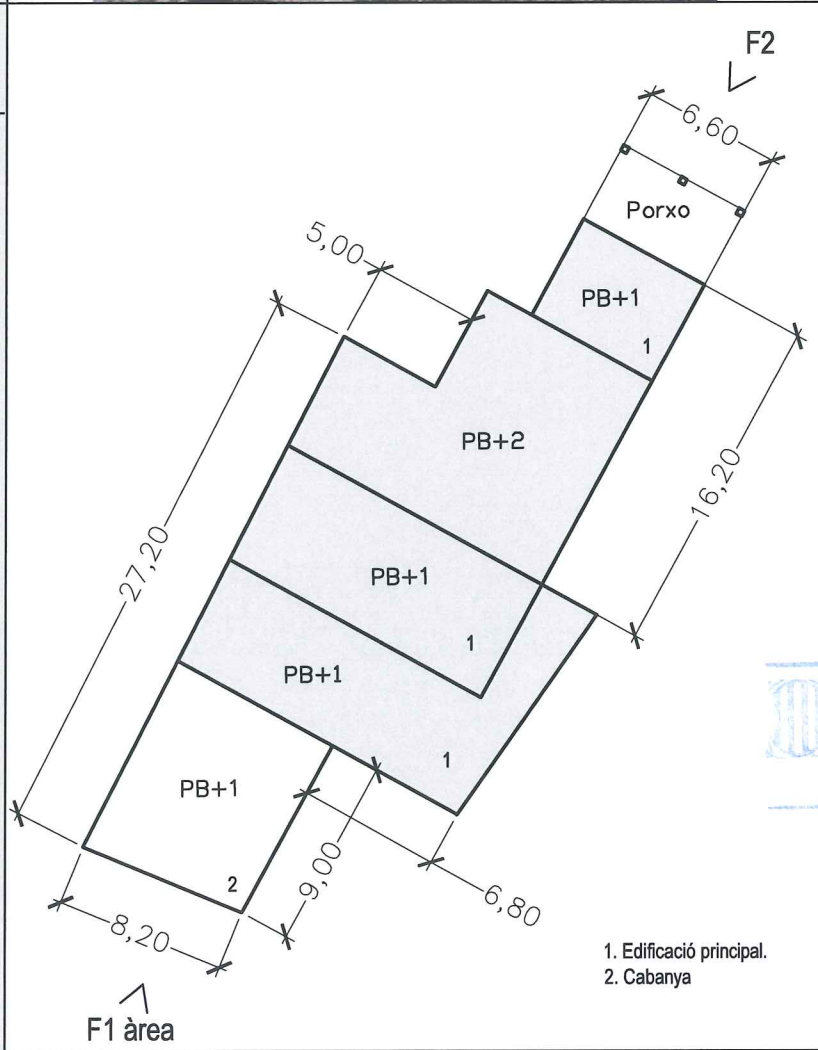 F2
6,60
Porxo
5,00
PB+1
1
PB+2
16,20
27,20
PB+1
1
PB+1
1
PB+1
2
9,00
6,80
8,20
1. Edificació principal.
2. Cabanya
F1 àrea